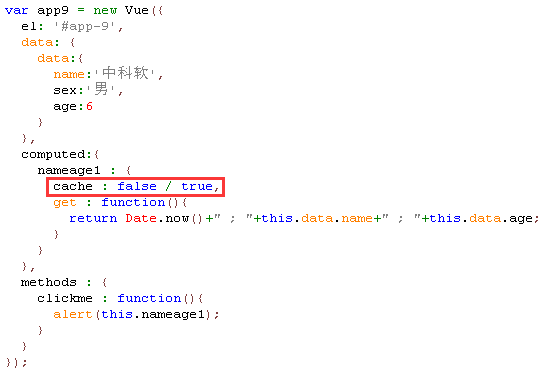 var app9 = new Vue({
  el: '#app-9',
  data: {
    data:{
      name:'中科软',
      sex:'男',
      age:6
    }
  },
  computed:{
    nameage1 : {
      cache : false / true,
      get : function(){
        return Date.now()+" ; "+this.data.name+" ; "+this.data.age;
      }
    }
  },
  methods : {
    clickme : function(){
      alert(this.nameage1);
    }
  }
});